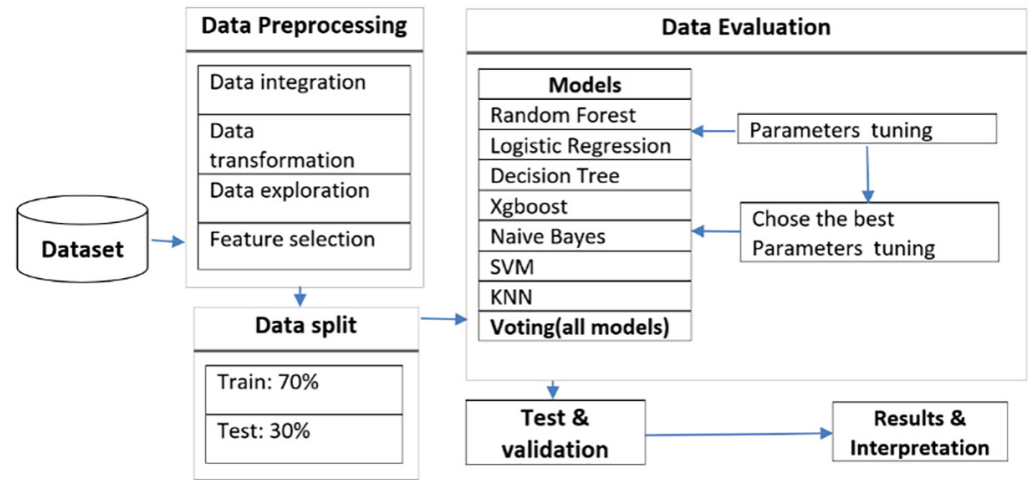 Dataset
Data Preprocessing
Data integration
Data
transformation
Data exploration
Feature selection
Data split
Train: 70%
Test: 30%
Data Evaluation
Models
Random Forest
Logistic Regression
Decision Tree
Xgboost
Naive Bayes
SVM
KNN
Voting(all models)
Parameters tuning
Chose the best
Parameters tuning
Test &
validation
Results &
Interpretation